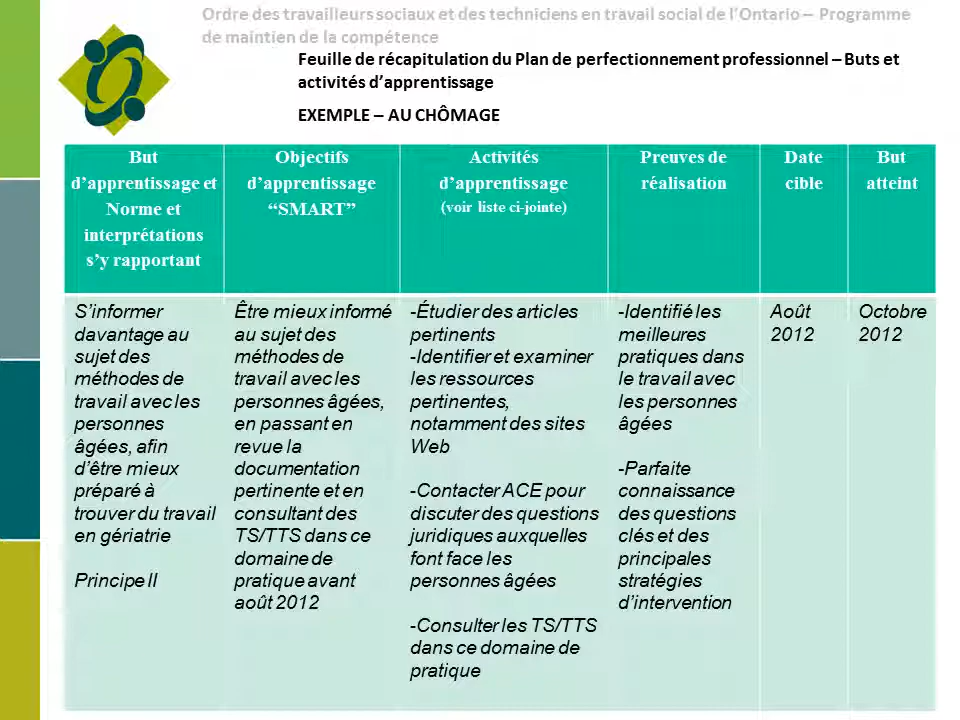 Ordre des travailleurs sociaux et des techniciens en travail social de l’Ontario – Programme
de maintien de la compétence
Feuille de récapitulation du Plan de perfectionnement professionnel – Buts et
activités d’apprentissage
EXEMPLE – AU CHÔMAGE
But
d’apprentissage et
Norme et
interprétations
s’y rapportant
Objectifs
d’apprentissage
“SMART”
Activités
d’apprentissage
(voir liste ci-jointe)
Preuves de
réalisation
Date
cible
But
atteint
S’informer
davantage au
sujet des
méthodes de
travail avec les
personnes
âgées, afin
d’être mieux
préparé à
trouver du travail
en gériatrie
Principe II
Être mieux informé
au sujet des
méthodes de
travail avec les
personnes âgées,
en passant en
revue la
documentation
pertinente et en
consultant des
TS/TTS dans ce
domaine de
pratique avant
août 2012
-Étudier des articles
pertinents
-Identifier et examiner
les ressources
pertinentes,
notamment des sites
Web
-Contacter ACE pour
discuter des questions
juridiques auxquelles
font face les
personnes âgées
-Consulter les TS/TTS
dans ce domaine de
pratique
-Identifié les
meilleures
pratiques dans
le travail avec
les personnes
âgées
-Parfaite
connaissance
des questions
clés et des
principales
stratégies
d’intervention
Août
2012
Octobre
2012